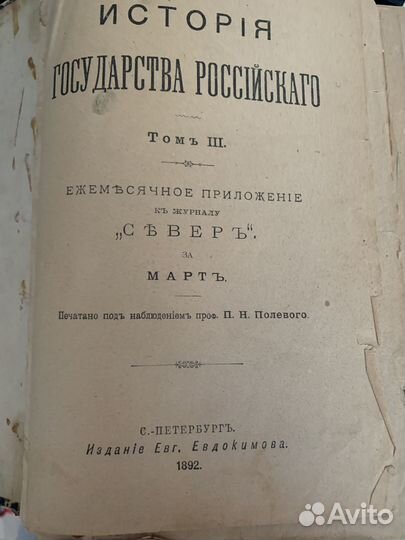 ИСТОРІЯ
ГОСУДАРСТВА РОССІЙСКАГО
Томъ III.
ЕЖЕМѢСЯЧНОЕ ПРИЛОЖЕНІЕ
КЪ ЖУРНАЛУ
„СѢВЕРЪ“.
ЗА
МАРТЪ.
Печатано подъ наблюденіемъ проф. П. Н. Полевого.
С.-ПЕТЕРБУРГЪ.
Изданіе Евг. Евдокимова.
1892.
Avito